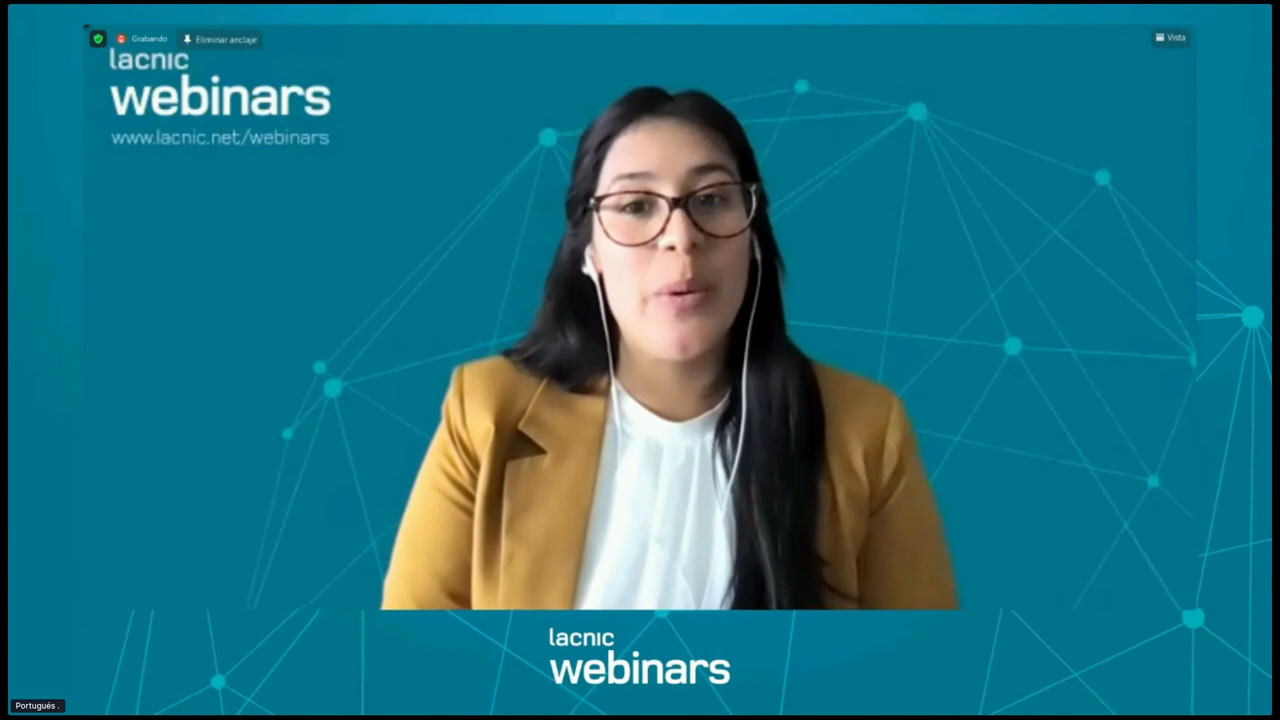 Grabando
Eliminar anclaje
Vista
lacnic
webinars
www.lacnic.net/webinars
lacnic
webinars
Portugués .